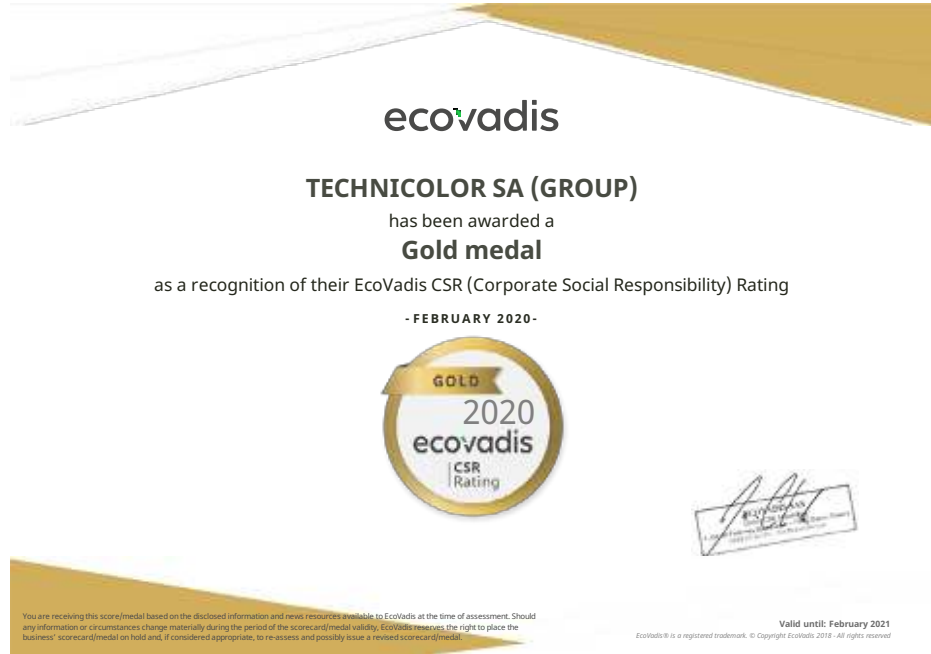 ecovadis
TECHNICOLOR SA (GROUP)
has been awarded a
Gold medal
as a recognition of their EcoVadis CSR (Corporate Social Responsibility) Rating
- FEBRUARY 2020-
GOLD
2020
ecovadis
CSR
Rating
You are receiving this score/medal based on the disclosed information and news resources available to EcoVadis at the time of assessment. Should
any information or circumstances change materially during the period of the scorecard/medal validity, EcoVadis reserves the right to place the
business' scorecard/medal on hold and, if considered appropriate, to re-assess and possibly issue a revised scorecard/medal.
Valid until: February 2021
EcoVadis® is a registered trademark. © Copyright EcoVadis 2018 - All rights reserved